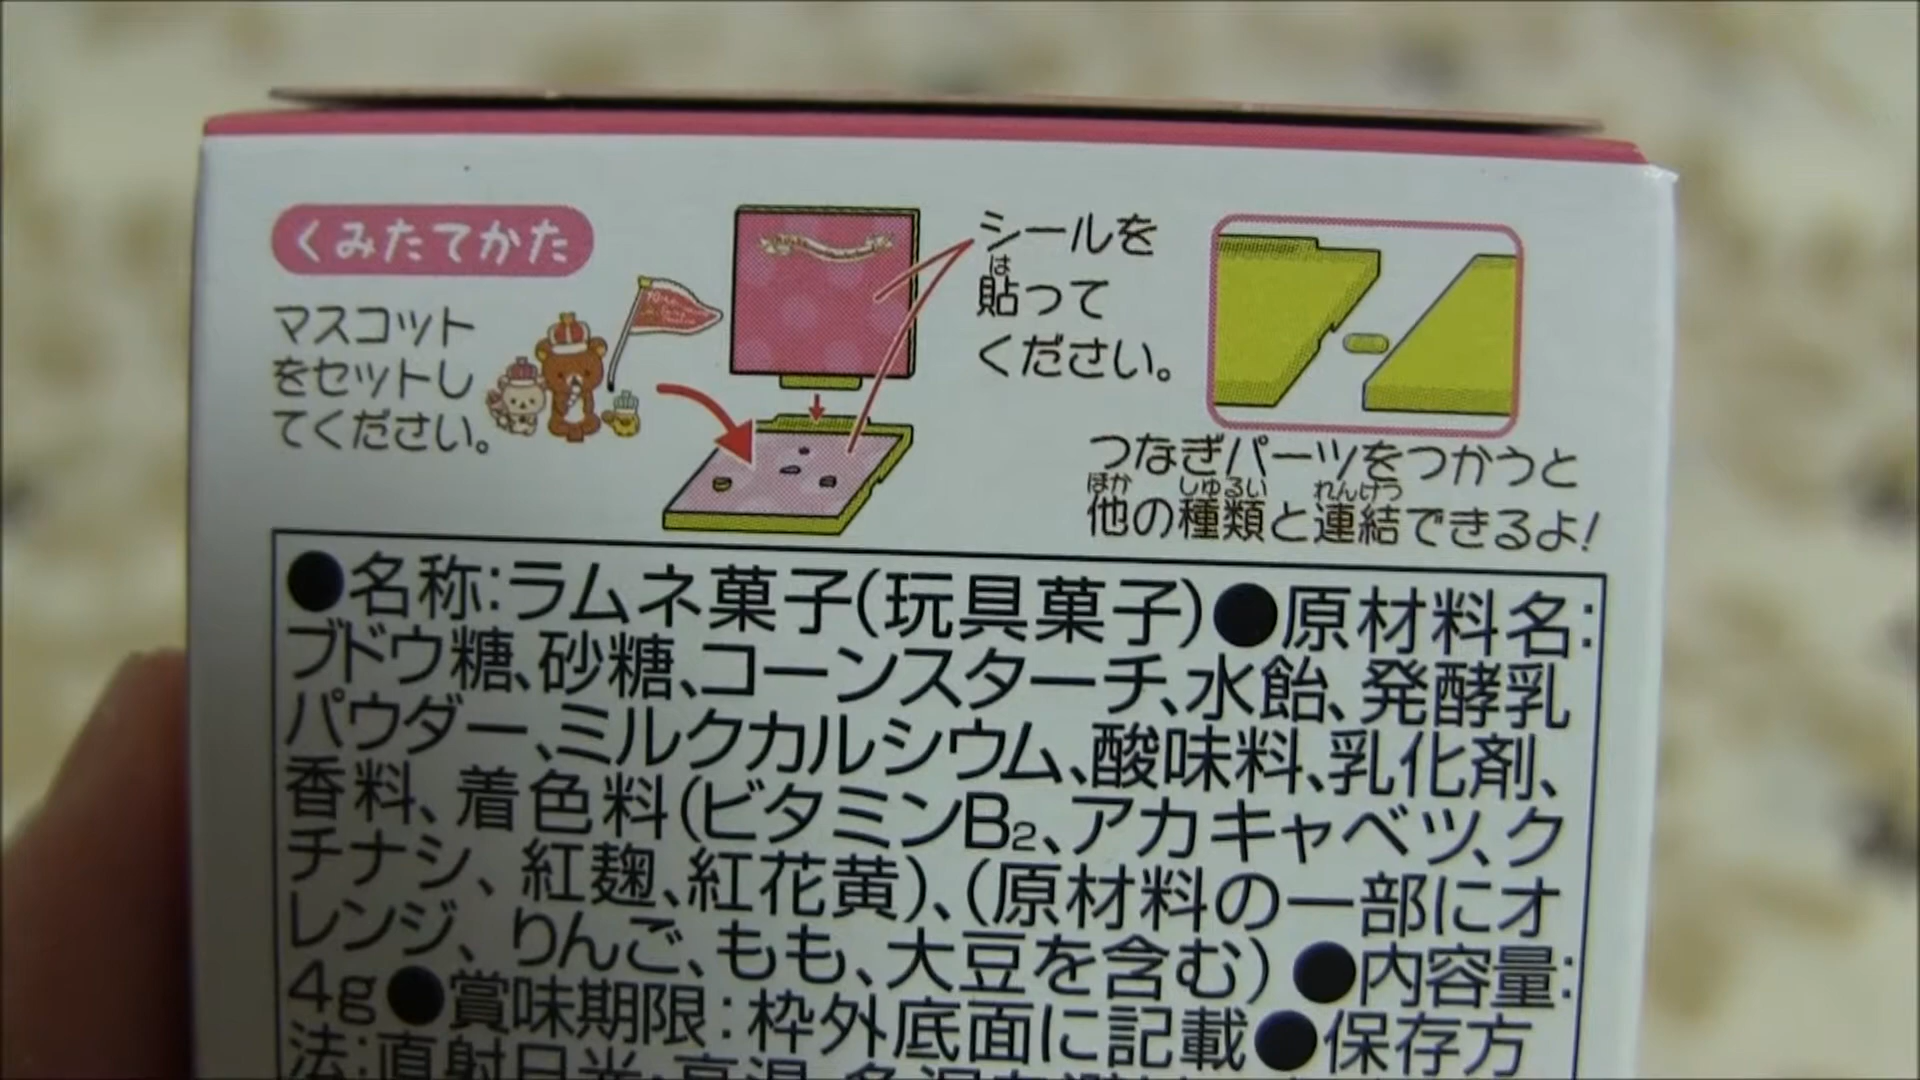 くみたてかた
マスコット
をセットし
てください。
シールを
は
貼って
ください。
つなぎパーツをつかうと
ほか しゅるい れんけつ
他の種類と連結できるよ!
●名称:ラムネ菓子(玩具菓子)●原材料名:
ブドウ糖、砂糖、コーンスターチ、水飴、発酵乳
パウダー、ミルクカルシウム、酸味料、乳化剤、
香料、着色料(ビタミンB₂、アカキャベツ、ク
チナシ、紅麹、紅花黄)、(原材料の一部にオ
レンジ、りんご、もも、大豆を含む)●内容量:
4g●賞味期限:枠外底面に記載●保存方
法:直射日光・高温・多湿